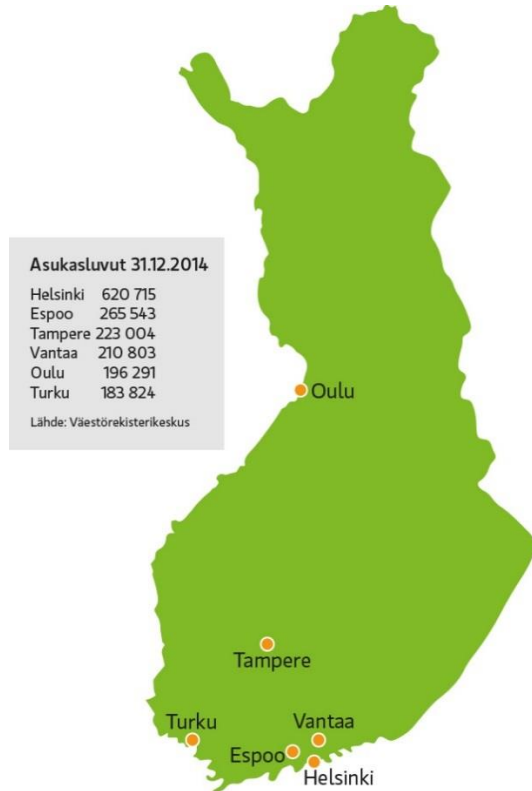 Asukasluvut 31.12.2014
Helsinki 620 715
Espoo 265 543
Tampere 223 004
Vantaa 210 803
Oulu 196 291
Turku 183 824
Lähde: Väestörekisterikeskus
Oulu
Tampere
Turku
Vantaa
Espoo
Helsinki